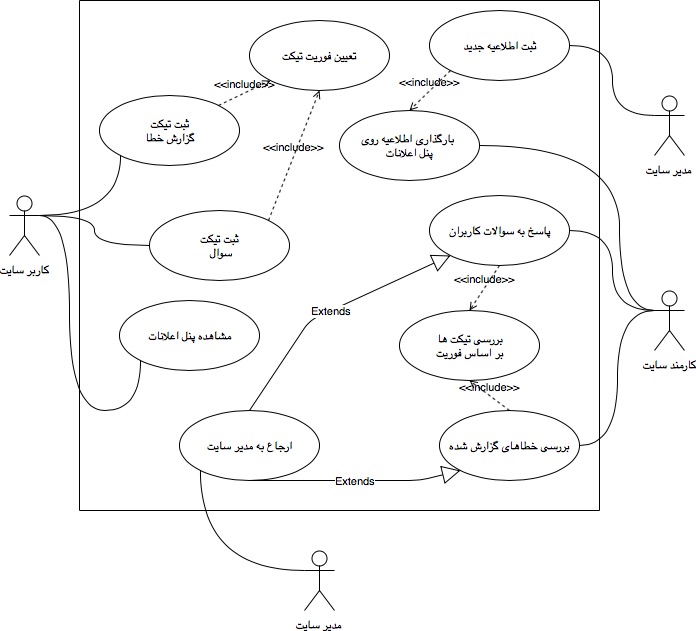 تعیین فوریت تیکت
ثبت اطلاعیه جدید
<<include>>
<<include>>
ثبت تیکت
گزارش خطا
<<include>>
بارگذاری اطلاعیه روی
پنل اعلانات
مدیر سایت
ثبت تیکت
سوال
پاسخ به سوالات کاربران
کاربر سایت
<<include>>
Extends
مشاهده پنل اعلانات
بررسی تیکت ها
بر اساس فوریت
کارمند سایت
<<include>>
ارجاع به مدیر سایت
بررسی خطاهای گزارش شده
Extends
مدیر سایت